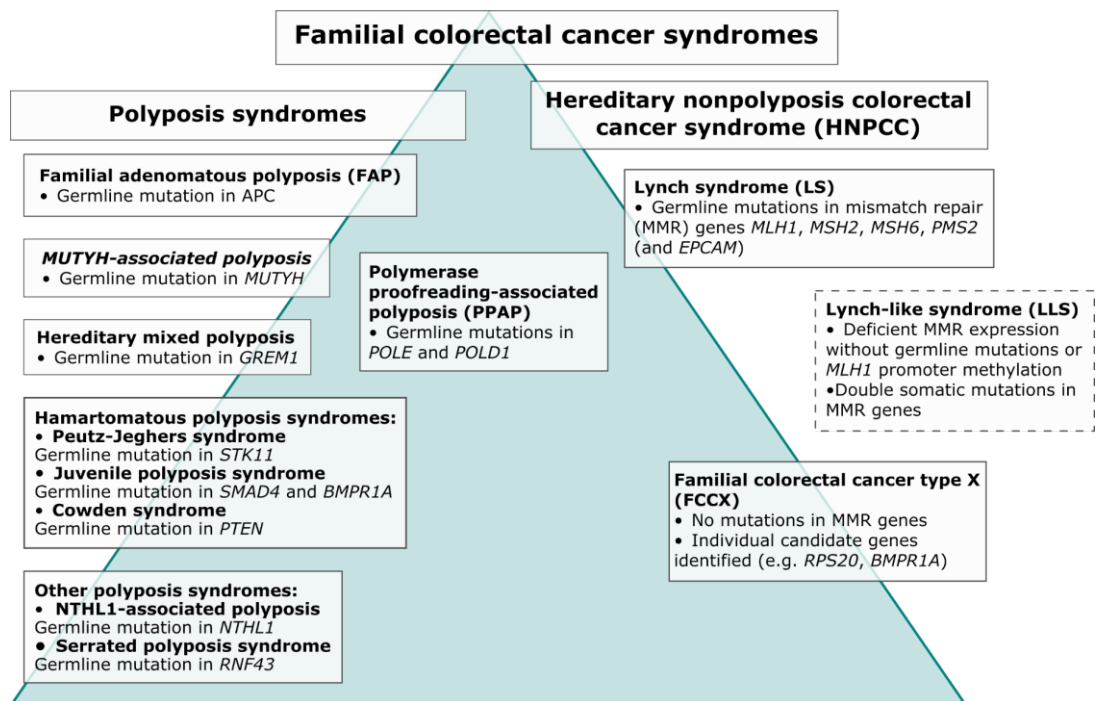 Familial colorectal cancer syndromes
Polyposis syndromes
Familial adenomatous polyposis (FAP)
• Germline mutation in APC
MUTYH-associated polyposis
• Germline mutation in MUTYH
Hereditary mixed polyposis
• Germline mutation in GREM1
Hamartomatous polyposis syndromes:
• Peutz-Jeghers syndrome
Germline mutation in STK11
• Juvenile polyposis syndrome
Germline mutation in SMAD4 and BMPR1A
• Cowden syndrome
Germline mutation in PTEN
Other polyposis syndromes:
• NTHL1-associated polyposis
Germline mutation in NTHL1
• Serrated polyposis syndrome
Germline mutation in RNF43
Polymerase
proofreading-associated
polyposis (PPAP)
• Germline mutations in
POLE and POLD1
Hereditary nonpolyposis colorectal
cancer syndrome (HNPCC)
Lynch syndrome (LS)
• Germline mutations in mismatch repair
(MMR) genes MLH1, MSH2, MSH6, PMS2
(and EPCAM)
Lynch-like syndrome (LLS)
• Deficient MMR expression
without germline mutations or
MLH1 promoter methylation
•Double somatic mutations in
MMR genes
Familial colorectal cancer type X
(FCCX)
• No mutations in MMR genes
• Individual candidate genes
identified (e.g. RPS20, BMPR1A)